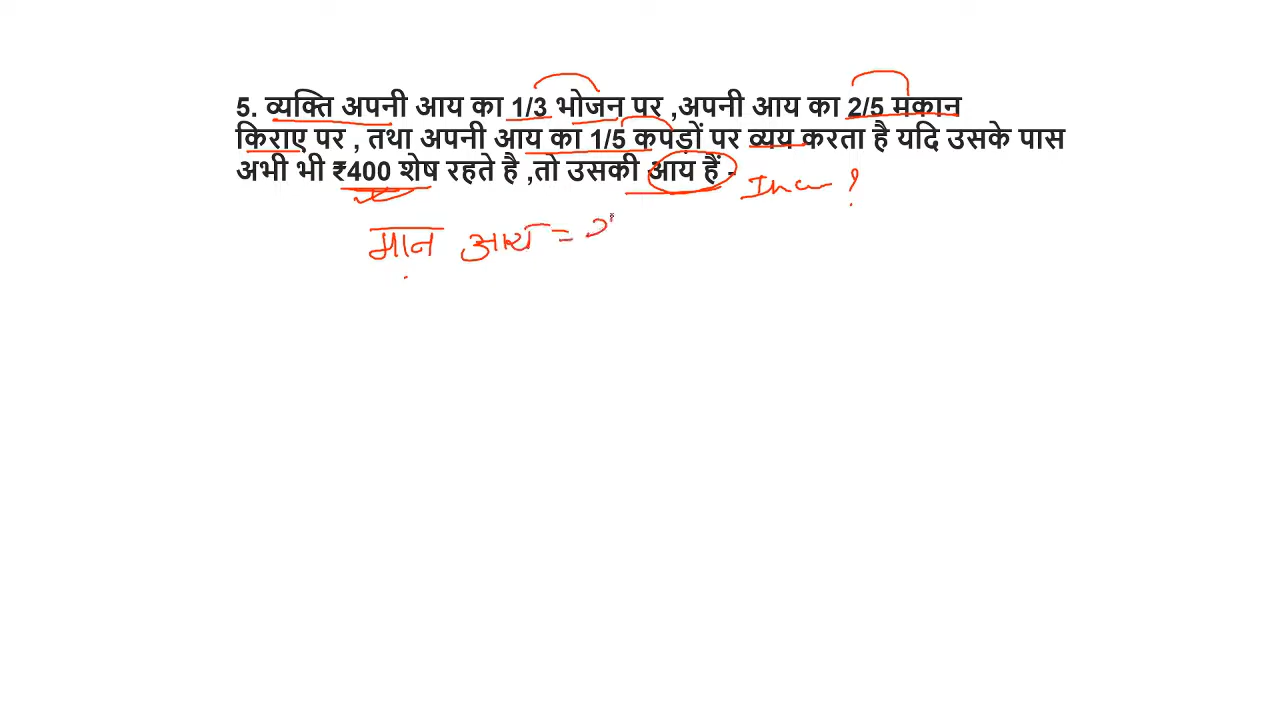 5. व्यक्ति अपनी आय का 1/3 भोजन पर ,अपनी आय का 2/5 मकान
किराए पर , तथा अपनी आय का 1/5 कपड़ों पर व्यय करता है यदि उसके पास
अभी भी ₹400 शेष रहते है ,तो उसकी आय हैं -
?
मान आय =